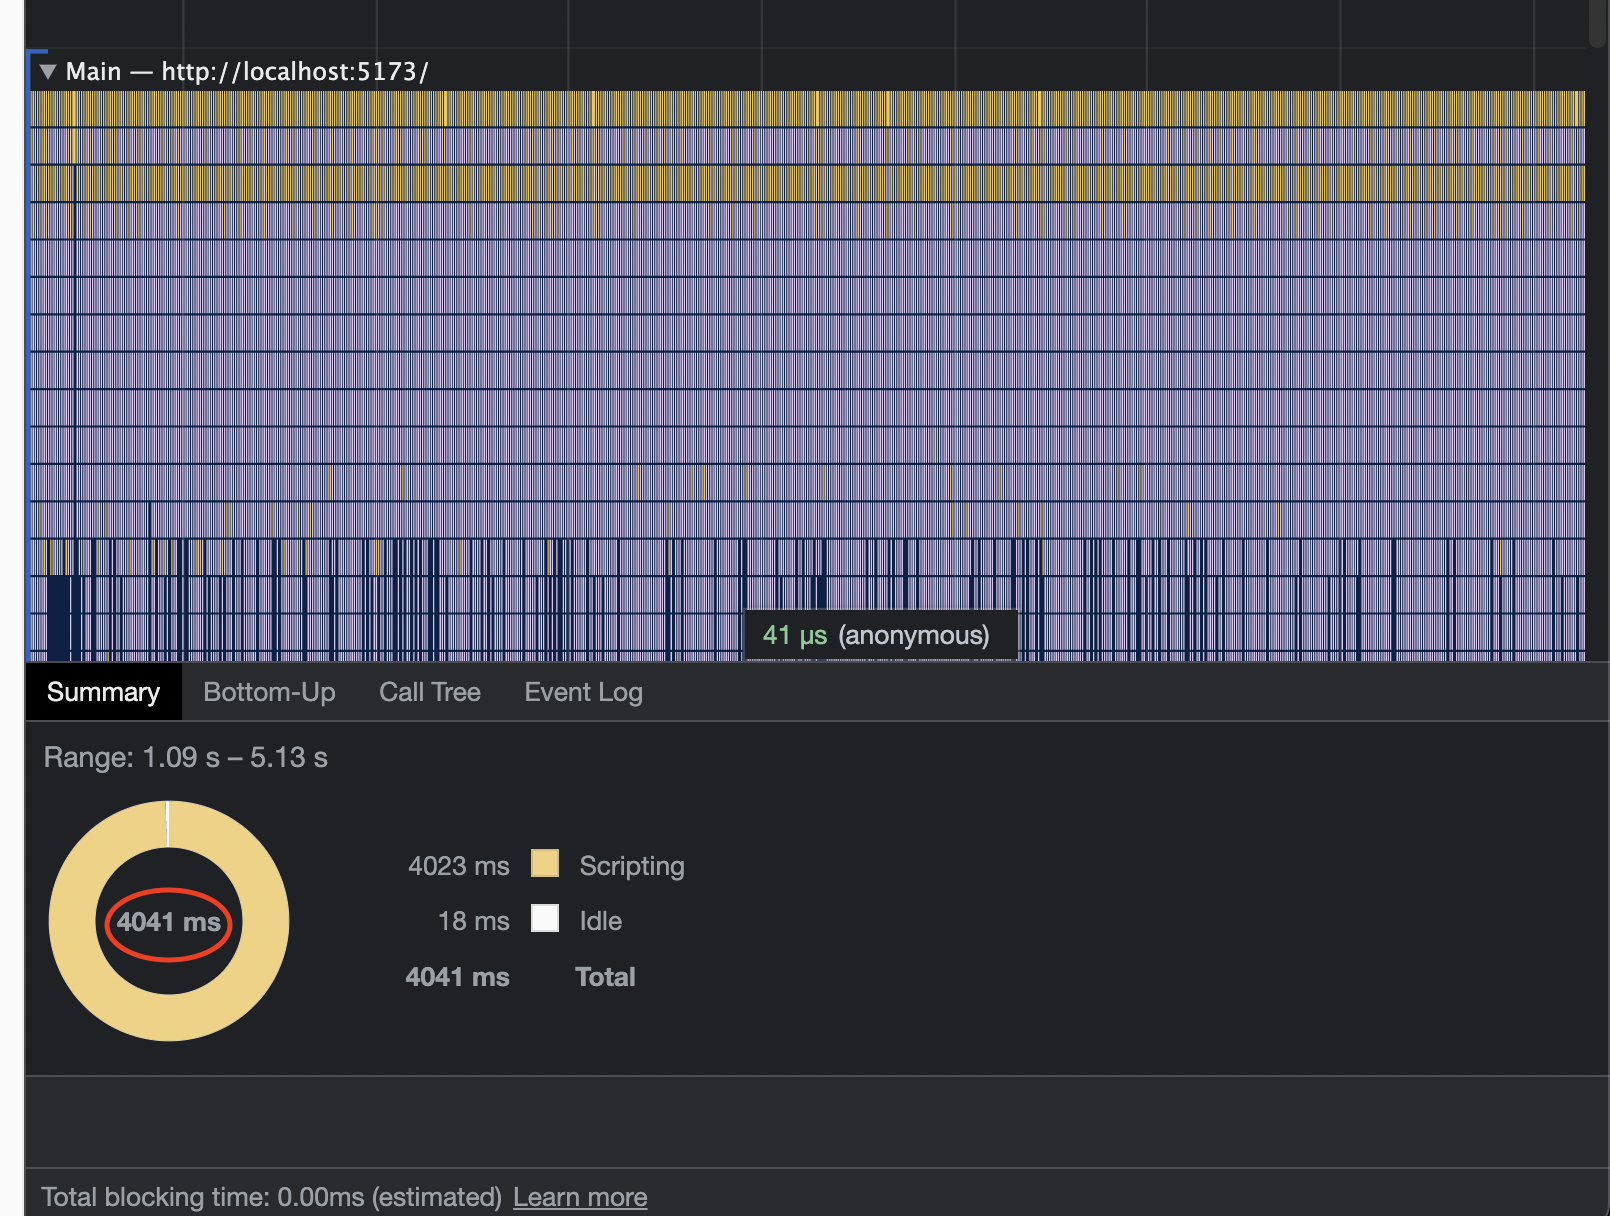 Main — http://localhost:5173/
41 µs (anonymous)
Summary Bottom-Up Call Tree Event Log
Range: 1.09 s – 5.13 s
4041 ms
4023 ms Scripting
18 ms Idle
4041 ms Total
Total blocking time: 0.00ms (estimated) Learn more